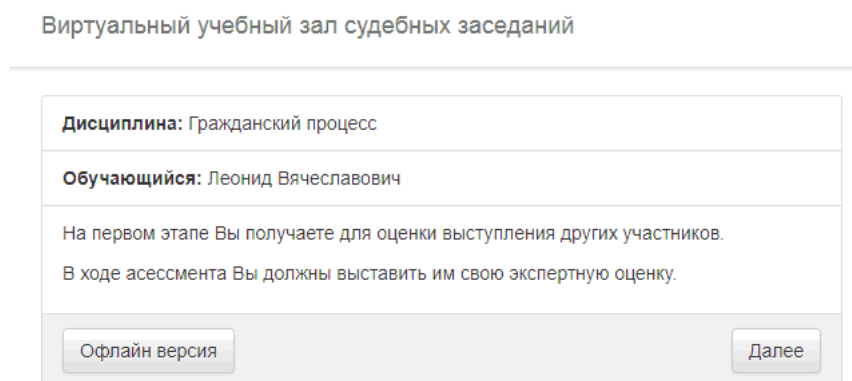 Виртуальный учебный зал судебных заседаний
Дисциплина: Гражданский процесс
Обучающийся: Леонид Вячеславович
На первом этапе Вы получаете для оценки выступления других участников.
В ходе асессмента Вы должны выставить им свою экспертную оценку.
Офлайн версия
Далее